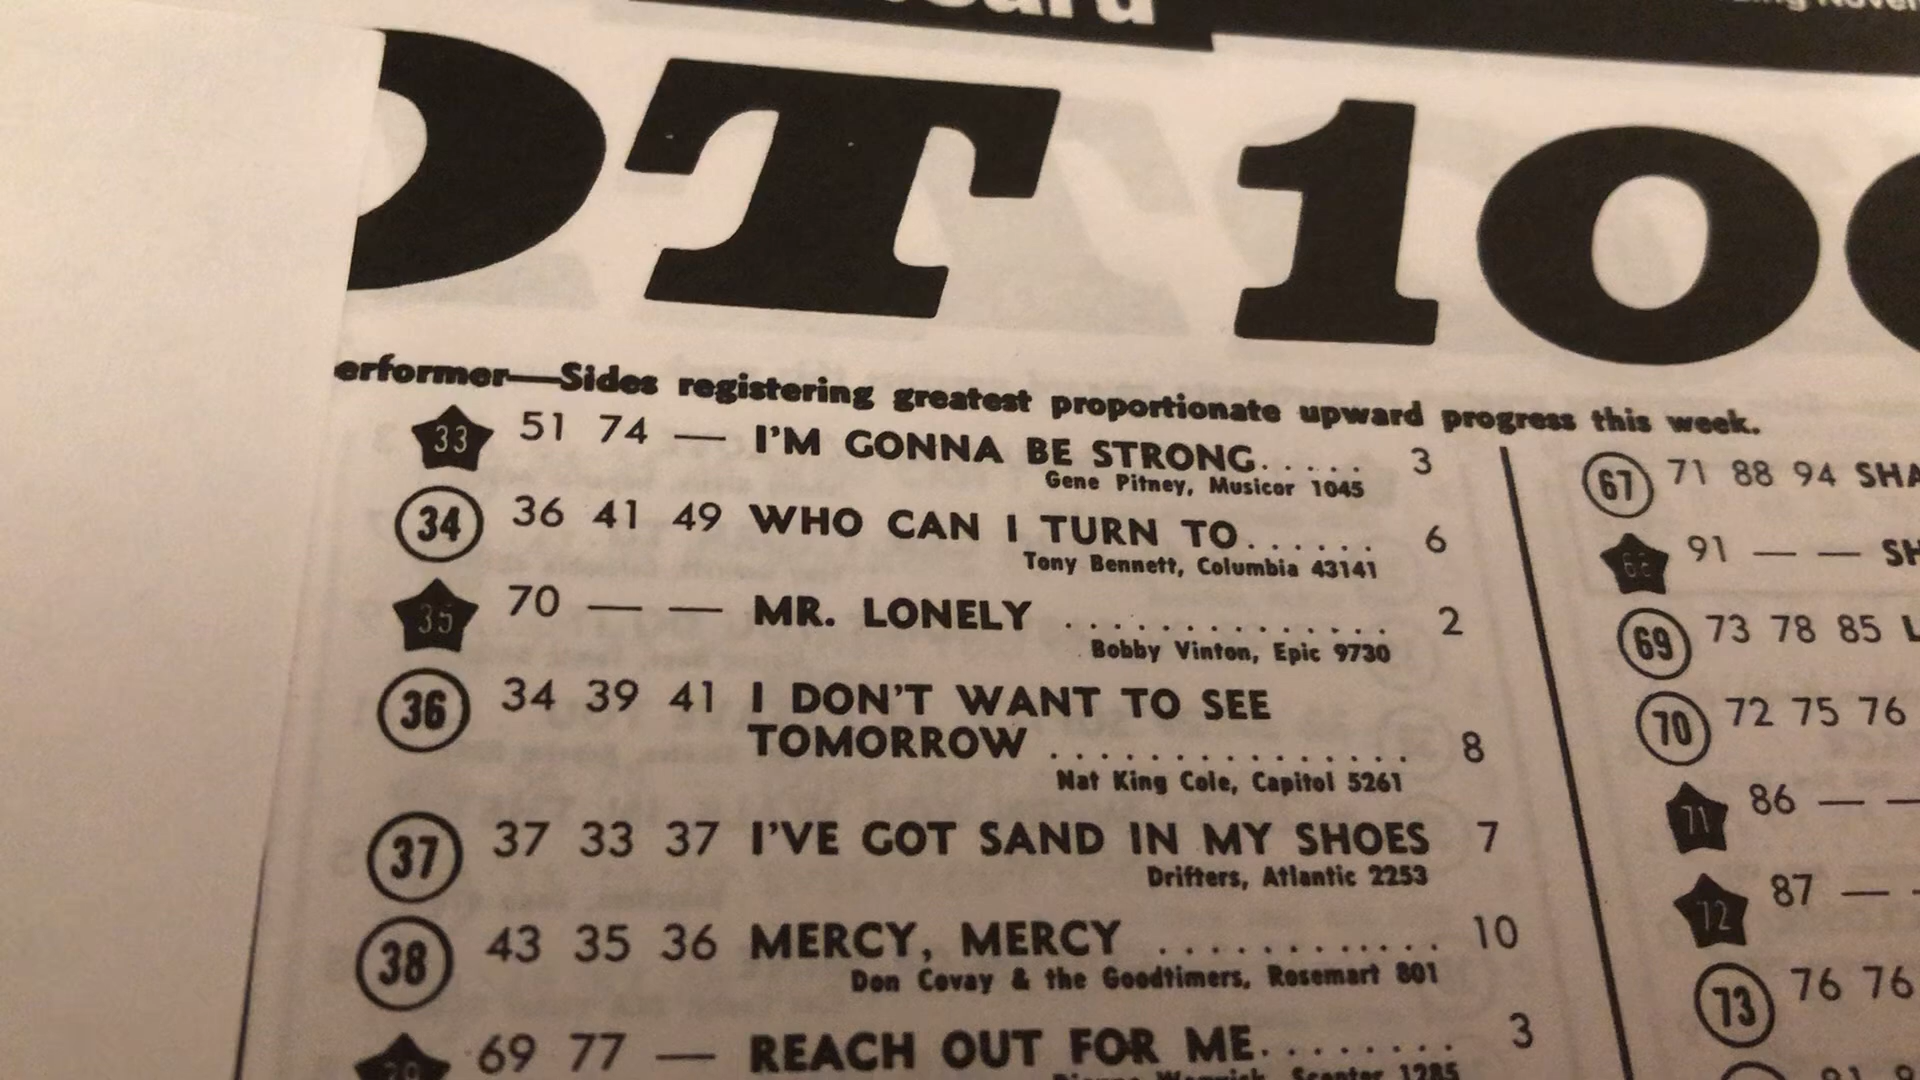 OT 10
erformer—Sides registering greatest proportionate upward progress this week.
33 51 74 — I'M GONNA BE STRONG..... 3
Gene Pitney, Musicor 1045
34 36 41 49 WHO CAN I TURN TO...... 6
Tony Bennett, Columbia 43141
35 70 — — MR. LONELY .............. 2
Bobby Vinton, Epic 9730
36 34 39 41 I DON'T WANT TO SEE
TOMORROW ............... 8
Nat King Cole, Capitol 5261
37 37 33 37 I'VE GOT SAND IN MY SHOES 7
Drifters, Atlantic 2253
38 43 35 36 MERCY, MERCY ............ 10
Don Covay & the Goodtimers, Rosemart 801
69 77 — REACH OUT FOR ME........ 3
67 71 88 94 SHA
91 — — SH
69 73 78 85 L
70 72 75 76
71 86 — —
72 87 — -
73 76 76